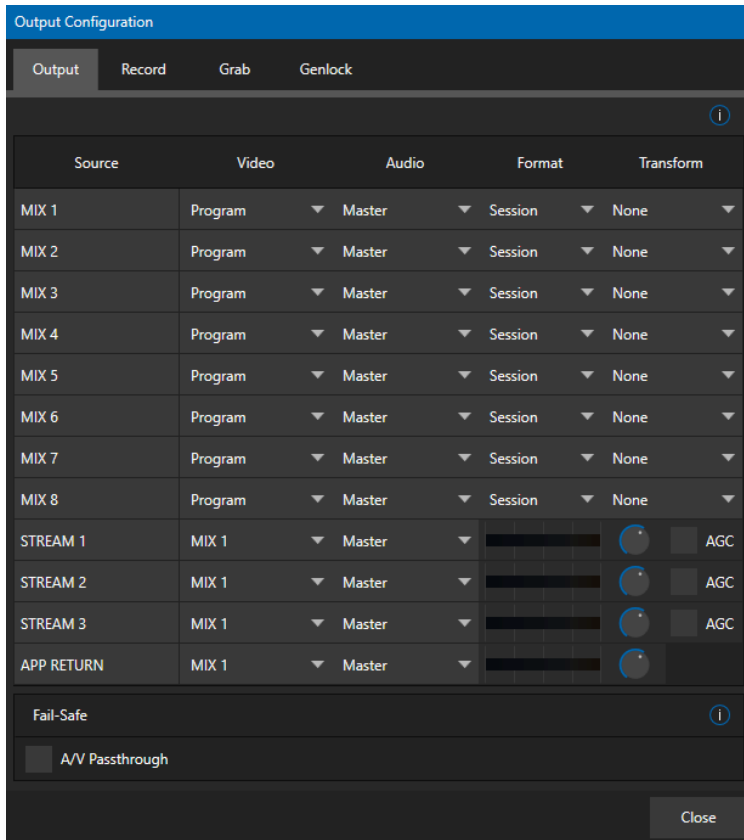 Output Configuration
Output Record Grab Genlock
Source Video Audio Format Transform
MIX 1 Program Master Session None
MIX 2 Program Master Session None
MIX 3 Program Master Session None
MIX 4 Program Master Session None
MIX 5 Program Master Session None
MIX 6 Program Master Session None
MIX 7 Program Master Session None
MIX 8 Program Master Session None
STREAM 1 MIX 1 Master AGC
STREAM 2 MIX 1 Master AGC
STREAM 3 MIX 1 Master AGC
APP RETURN MIX 1 Master
Fail-Safe
A/V Passthrough
Close